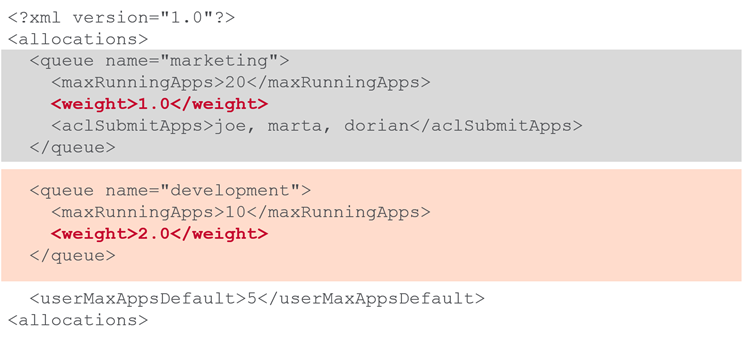 <?xml version="1.0"?>
<allocations>
<queue name="marketing">
<maxRunningApps>20</maxRunningApps>
<weight>1.0</weight>
<aclSubmitApps>joe, marta, dorian</aclSubmitApps>
</queue>
<queue name="development">
<maxRunningApps>10</maxRunningApps>
<weight>2.0</weight>
</queue>
<userMaxAppsDefault>5</userMaxAppsDefault>
<allocations>